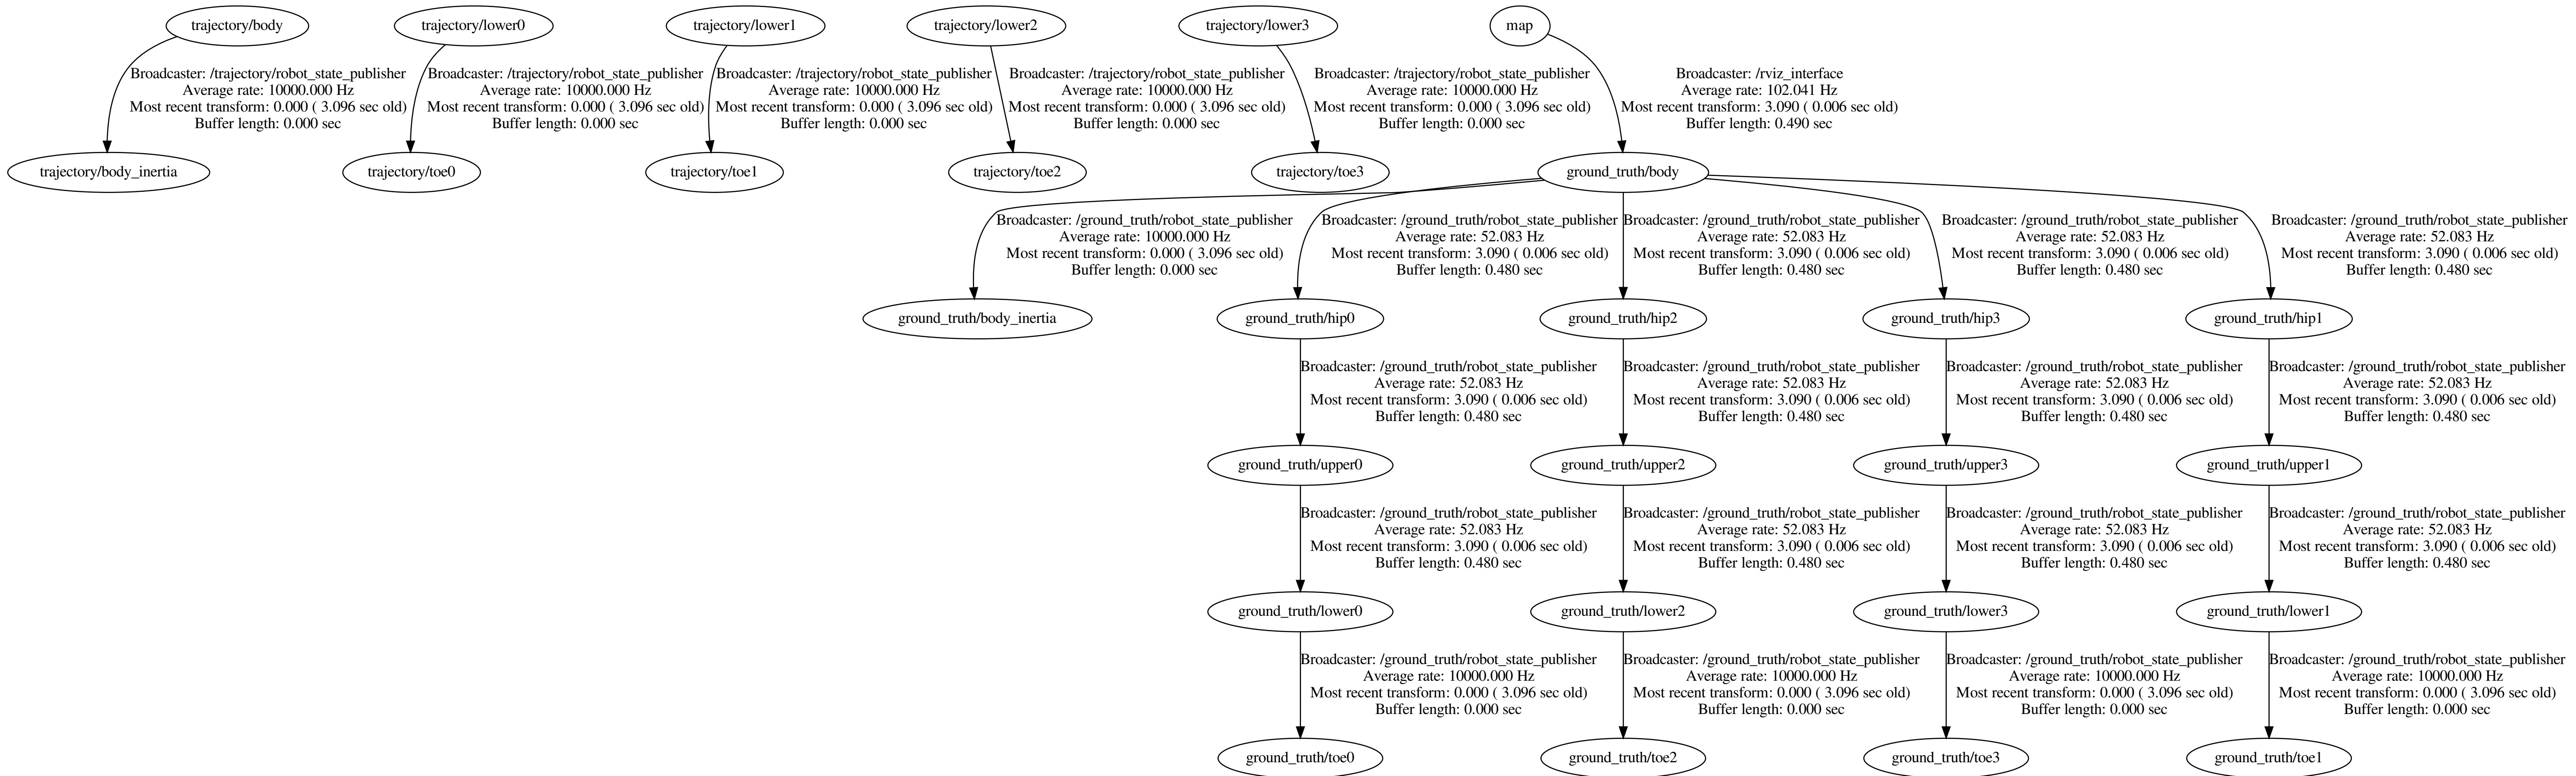 trajectory/body
trajectory/lower0
trajectory/lower1
trajectory/lower2
trajectory/lower3
map
Broadcaster: /trajectory/robot_state_publisher
Average rate: 10000.000 Hz
Most recent transform: 0.000 ( 3.096 sec old)
Buffer length: 0.000 sec
Broadcaster: /trajectory/robot_state_publisher
Average rate: 10000.000 Hz
Most recent transform: 0.000 ( 3.096 sec old)
Buffer length: 0.000 sec
Broadcaster: /trajectory/robot_state_publisher
Average rate: 10000.000 Hz
Most recent transform: 0.000 ( 3.096 sec old)
Buffer length: 0.000 sec
Broadcaster: /trajectory/robot_state_publisher
Average rate: 10000.000 Hz
Most recent transform: 0.000 ( 3.096 sec old)
Buffer length: 0.000 sec
Broadcaster: /trajectory/robot_state_publisher
Average rate: 10000.000 Hz
Most recent transform: 0.000 ( 3.096 sec old)
Buffer length: 0.000 sec
Broadcaster: /rviz_interface
Average rate: 102.041 Hz
Most recent transform: 3.090 ( 0.006 sec old)
Buffer length: 0.490 sec
trajectory/body_inertia
trajectory/toe0
trajectory/toe1
trajectory/toe2
trajectory/toe3
ground_truth/body
Broadcaster: /ground_truth/robot_state_publisher
Average rate: 10000.000 Hz
Most recent transform: 0.000 ( 3.096 sec old)
Buffer length: 0.000 sec
Broadcaster: /ground_truth/robot_state_publisher
Average rate: 52.083 Hz
Most recent transform: 3.090 ( 0.006 sec old)
Buffer length: 0.480 sec
Broadcaster: /ground_truth/robot_state_publisher
Average rate: 52.083 Hz
Most recent transform: 3.090 ( 0.006 sec old)
Buffer length: 0.480 sec
Broadcaster: /ground_truth/robot_state_publisher
Average rate: 52.083 Hz
Most recent transform: 3.090 ( 0.006 sec old)
Buffer length: 0.480 sec
Broadcaster: /ground_truth/robot_state_publisher
Average rate: 52.083 Hz
Most recent transform: 3.090 ( 0.006 sec old)
Buffer length: 0.480 sec
ground_truth/body_inertia
ground_truth/hip0
ground_truth/hip2
ground_truth/hip3
ground_truth/hip1
Broadcaster: /ground_truth/robot_state_publisher
Average rate: 52.083 Hz
Most recent transform: 3.090 ( 0.006 sec old)
Buffer length: 0.480 sec
Broadcaster: /ground_truth/robot_state_publisher
Average rate: 52.083 Hz
Most recent transform: 3.090 ( 0.006 sec old)
Buffer length: 0.480 sec
Broadcaster: /ground_truth/robot_state_publisher
Average rate: 52.083 Hz
Most recent transform: 3.090 ( 0.006 sec old)
Buffer length: 0.480 sec
Broadcaster: /ground_truth/robot_state_publisher
Average rate: 52.083 Hz
Most recent transform: 3.090 ( 0.006 sec old)
Buffer length: 0.480 sec
ground_truth/upper0
ground_truth/upper2
ground_truth/upper3
ground_truth/upper1
Broadcaster: /ground_truth/robot_state_publisher
Average rate: 52.083 Hz
Most recent transform: 3.090 ( 0.006 sec old)
Buffer length: 0.480 sec
Broadcaster: /ground_truth/robot_state_publisher
Average rate: 52.083 Hz
Most recent transform: 3.090 ( 0.006 sec old)
Buffer length: 0.480 sec
Broadcaster: /ground_truth/robot_state_publisher
Average rate: 52.083 Hz
Most recent transform: 3.090 ( 0.006 sec old)
Buffer length: 0.480 sec
Broadcaster: /ground_truth/robot_state_publisher
Average rate: 52.083 Hz
Most recent transform: 3.090 ( 0.006 sec old)
Buffer length: 0.480 sec
ground_truth/lower0
ground_truth/lower2
ground_truth/lower3
ground_truth/lower1
Broadcaster: /ground_truth/robot_state_publisher
Average rate: 10000.000 Hz
Most recent transform: 0.000 ( 3.096 sec old)
Buffer length: 0.000 sec
Broadcaster: /ground_truth/robot_state_publisher
Average rate: 10000.000 Hz
Most recent transform: 0.000 ( 3.096 sec old)
Buffer length: 0.000 sec
Broadcaster: /ground_truth/robot_state_publisher
Average rate: 10000.000 Hz
Most recent transform: 0.000 ( 3.096 sec old)
Buffer length: 0.000 sec
Broadcaster: /ground_truth/robot_state_publisher
Average rate: 10000.000 Hz
Most recent transform: 0.000 ( 3.096 sec old)
Buffer length: 0.000 sec
ground_truth/toe0
ground_truth/toe2
ground_truth/toe3
ground_truth/toe1